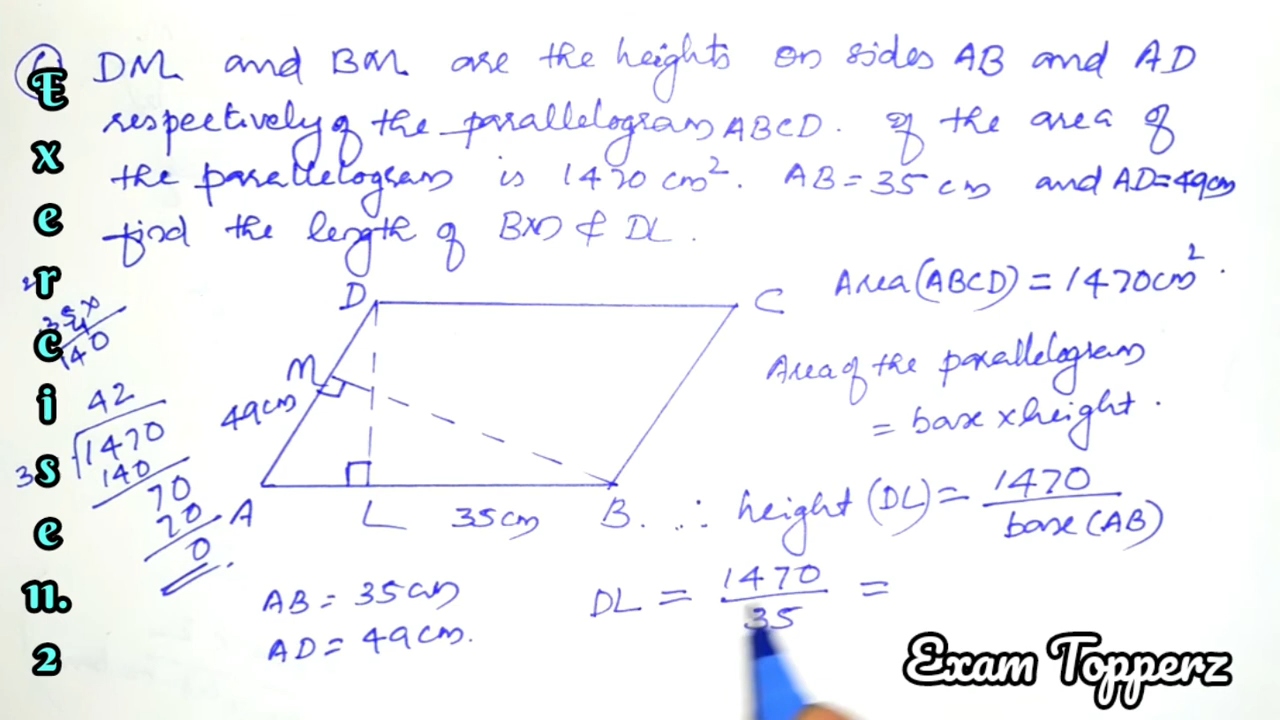 DM and BM are the heights on sides AB and AD
respectively of the parallelogram ABCD. If the area of
the parallelogram is 1470 cm². AB = 35 cm and AD=49cm
find the length of BM & DL.
Exercise 11.2
Area (ABCD) = 1470cm².
Area of the parallelogram
= base x height.
∴ height (DL) = 1470 / base (AB)
DL = 1470 / 35 =
D
C
M
49cm
A
L
35cm
B.
AB = 35cm
AD = 49cm.
35 x
4
140
42
1470
140
70
70
0
Exam Topperz